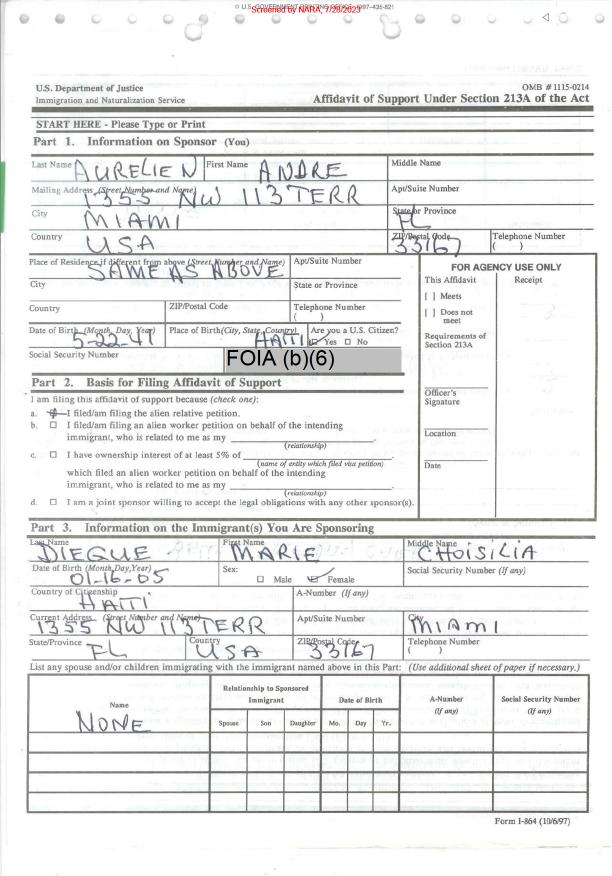 © U.S. GOVERNMENT PRINTING OFFICE: 1997-435-821
Screened by NARA, 7/28/2023
U.S. Department of Justice
Immigration and Naturalization Service
OMB #1115-0214
Affidavit of Support Under Section 213A of the Act
START HERE - Please Type or Print
Part 1. Information on Sponsor (You)
Last Name AURELIEN First Name ANDRE Middle Name
Mailing Address (Street Number and Name) 1355 NW 113 TERR Apt/Suite Number
City MIAMI State or Province FL
Country USA ZIP/Postal Code 33167 Telephone Number ( )
Place of Residence if different from above (Street Number and Name) SAME AS ABOVE Apt/Suite Number
City State or Province
Country ZIP/Postal Code Telephone Number ( )
Date of Birth (Month, Day, Year) 5-22-41 Place of Birth (City, State, Country) HAITI Are you a U.S. Citizen? Yes ☐ No
Social Security Number FOIA (b)(6)
FOR AGENCY USE ONLY
This Affidavit Receipt
[ ] Meets
[ ] Does not
meet
Requirements of
Section 213A
Officer's
Signature
Location
Date
Part 2. Basis for Filing Affidavit of Support
I am filing this affidavit of support because (check one):
a. I filed/am filing the alien relative petition.
b. ☐ I filed/am filing an alien worker petition on behalf of the intending
immigrant, who is related to me as my
(relationship)
c. ☐ I have ownership interest of at least 5% of
(name of entity which filed visa petition)
which filed an alien worker petition on behalf of the intending
immigrant, who is related to me as my
(relationship)
d. ☐ I am a joint sponsor willing to accept the legal obligations with any other sponsor(s).
Part 3. Information on the Immigrant(s) You Are Sponsoring
Last Name DIEGUE First Name MARIE Middle Name CHOISILIA
Date of Birth (Month,Day,Year) 01-16-05 Sex: ☐ Male Female Social Security Number (If any)
Country of Citizenship HAITI A-Number (If any)
Current Address (Street Number and Name) 1355 NW 113 TERR Apt/Suite Number City MIAMI
State/Province FL Country USA ZIP/Postal Code 33167 Telephone Number ( )
List any spouse and/or children immigrating with the immigrant named above in this Part: (Use additional sheet of paper if necessary.)
Name Relationship to Sponsored Immigrant Date of Birth A-Number (If any) Social Security Number (If any)
Spouse Son Daughter Mo. Day Yr.
NONE
Form I-864 (10/6/97)